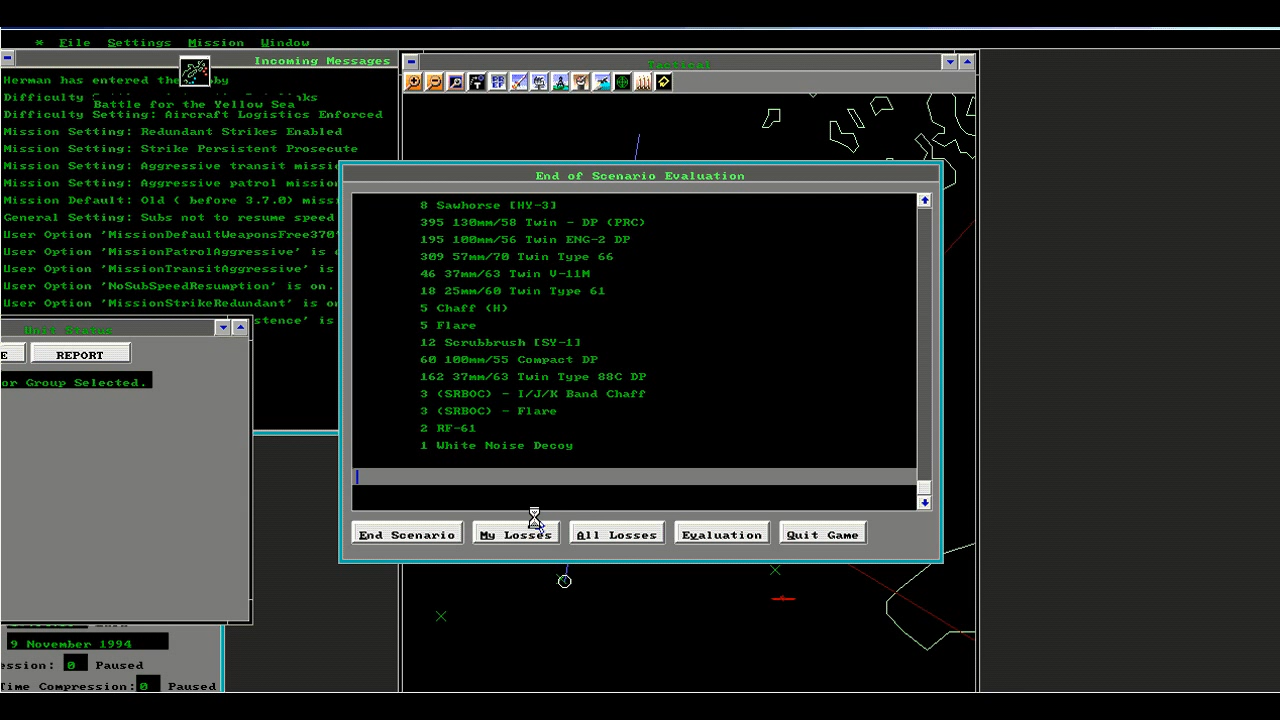 * File Settings Mission Window
Incoming Messages
Tactical
Herman has entered the
Difficulty
Battle for the Yellow Sea
Difficulty Setting: Aircraft Logistics Enforced
Mission Setting: Redundant Strikes Enabled
Mission Setting: Strike Persistent Prosecute
Mission Setting: Aggressive transit
Mission Setting: Aggressive patrol
Mission Default: Old ( before 3.7.0)
General Setting: Subs not to resume speed
User Option 'MissionDefaultWeaponsFree370'
User Option 'MissionPatrolAggressive' is
User Option 'MissionTransitAggressive' is
User Option 'NoSubSpeedResumption' is on.
User Option 'MissionStrikeRedundant' is
stence' is
Unit Status
REPORT
or Group Selected.
9 November 1994
ession: 0 Paused
Time Compression: 0 Paused
End of Scenario Evaluation
8 Sawhorse [HY-3]
395 130mm/58 Twin - DP (PRC)
195 100mm/56 Twin ENG-2 DP
309 57mm/70 Twin Type 66
46 37mm/63 Twin V-11M
18 25mm/60 Twin Type 61
5 Chaff (H)
5 Flare
12 Scrubbrush [SY-1]
60 100mm/55 Compact DP
162 37mm/63 Twin Type 88C DP
3 (SRBOC) - I/J/K Band Chaff
3 (SRBOC) - Flare
2 RF-61
1 White Noise Decoy
End Scenario
My Losses
All Losses
Evaluation
Quit Game